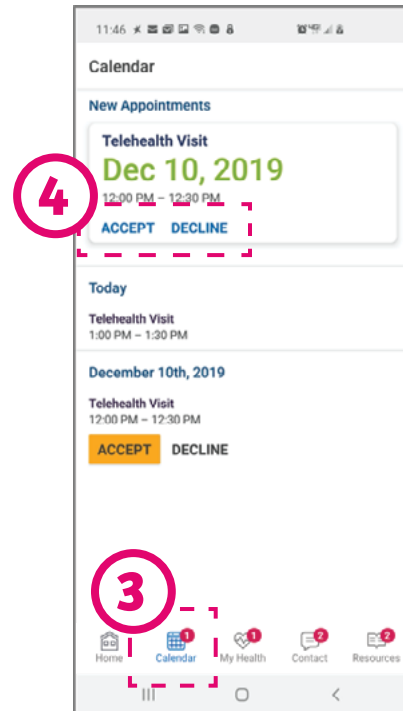 11:46
Calendar
New Appointments
Telehealth Visit
Dec 10, 2019
12:00 PM – 12:30 PM
4
ACCEPT DECLINE
Today
Telehealth Visit
1:00 PM – 1:30 PM
December 10th, 2019
Telehealth Visit
12:00 PM – 12:30 PM
ACCEPT DECLINE
3
1 1 2 2
Home Calendar My Health Contact Resources